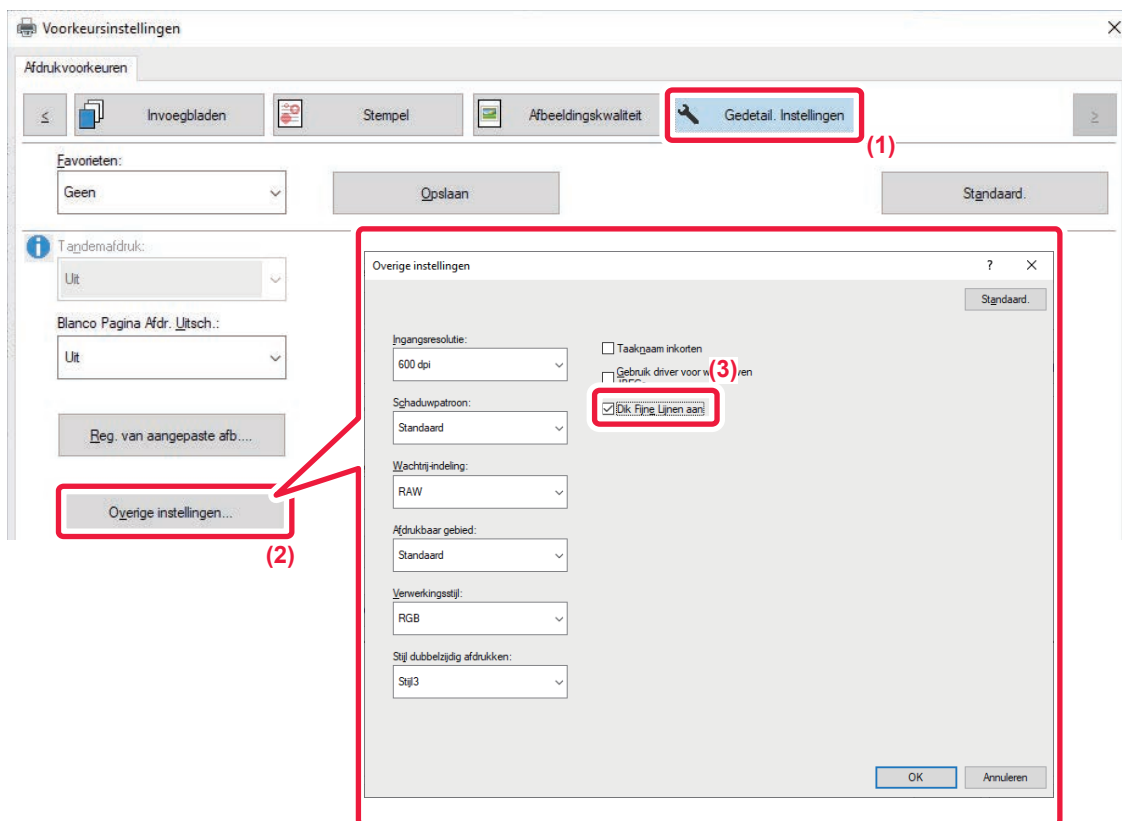 Voorkeursinstellingen
Afdrukvoorkeuren
<
Invoegbladen
Stempel
Afbeeldingskwaliteit
Gedetail. Instellingen
>
(1)
Favorieten:
Geen
Opslaan
Standaard.
Tandemafdruk:
Uit
Blanco Pagina Afdr. Uitsch.:
Uit
Reg. van aangepaste afb....
Overige instellingen...
(2)
Overige instellingen
?
Standaard.
Ingangsresolutie:
600 dpi
Schaduwpatroon:
Standaard
Wachtrij-indeling:
RAW
Afdrukbaar gebied:
Standaard
Verwerkingsstijl:
RGB
Stijl dubbelzijdig afdrukken:
Stijl3
Taaknaam inkorten
Gebruik driver voor
(3)
Dik Fijne Lijnen aan
OK
Annuleren